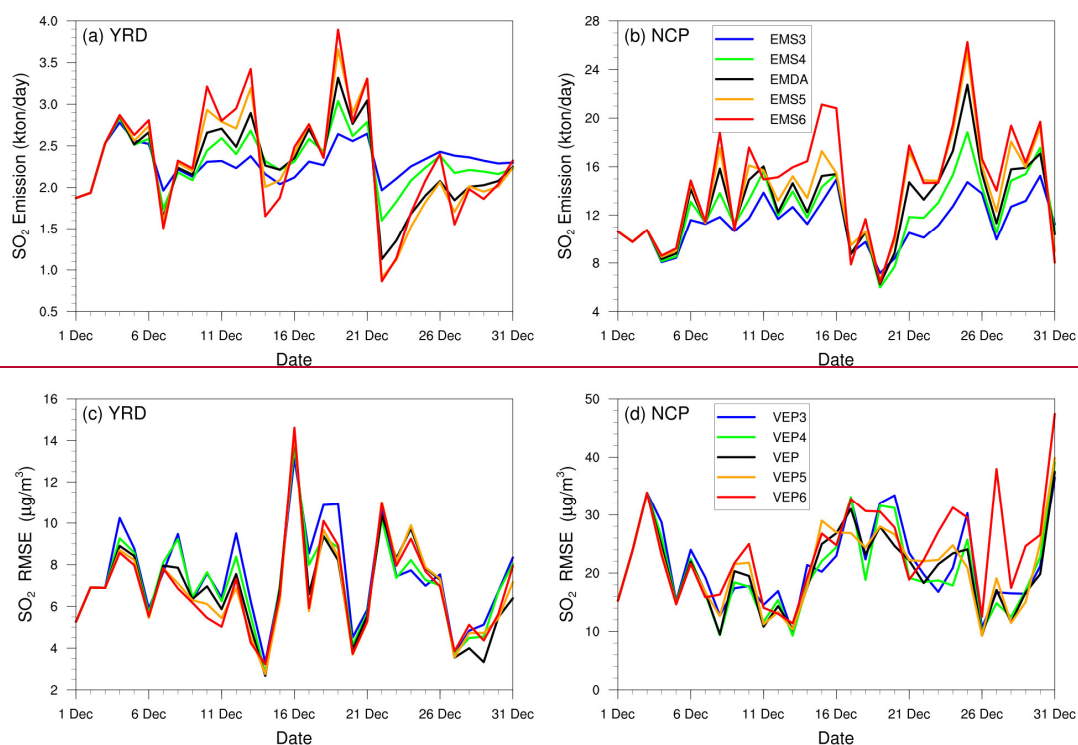 (a) YRD
SO2 Emission (kton/day)
4.0
3.5
3.0
2.5
2.0
1.5
1.0
0.5
1 Dec 6 Dec 11 Dec 16 Dec 21 Dec 26 Dec 31 Dec
Date
(b) NCP
EMS3
EMS4
EMDA
EMS5
EMS6
SO2 Emission (kton/day)
28
24
20
16
12
8
4
1 Dec 6 Dec 11 Dec 16 Dec 21 Dec 26 Dec 31 Dec
Date
(c) YRD
SO2 RMSE (μg/m3)
16
14
12
10
8
6
4
2
1 Dec 6 Dec 11 Dec 16 Dec 21 Dec 26 Dec 31 Dec
Date
(d) NCP
VEP3
VEP4
VEP
VEP5
VEP6
SO2 RMSE (μg/m3)
50
40
30
20
10
0
1 Dec 6 Dec 11 Dec 16 Dec 21 Dec 26 Dec 31 Dec
Date